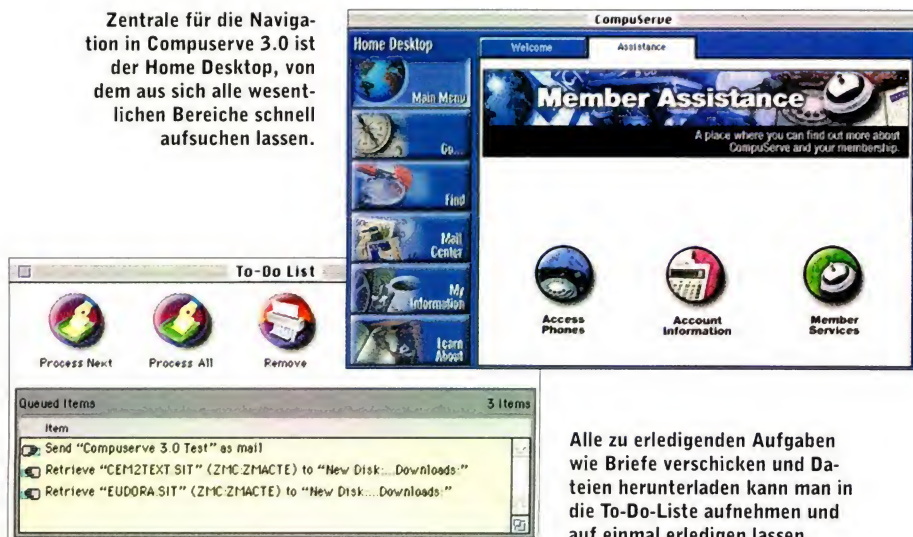 Zentrale für die Naviga-
tion in Compuserve 3.0 ist
der Home Desktop, von
dem aus sich alle wesent-
lichen Bereiche schnell
aufsuchen lassen.
CompuServe
Home Desktop
Welcome
Assistance
Main Menu
Go...
Find
Mail
Center
My
Information
Learn
About
Member Assistance
A place where you can find out more about
CompuServe and your membership.
Access
Phones
Account
Information
Member
Services
To-Do List
Process Next
Process All
Remove
Queued Items
3 Items
Item
Send "Compuserve 3.0 Test" as mail
Retrieve "CEM2TEXT.SIT" (ZMC:ZMACTE) to "New Disk:...Downloads:"
Retrieve "EUDORA.SIT" (ZMC:ZMACTE) to "New Disk:...Downloads:"
Alle zu erledigenden Aufgaben
wie Briefe verschicken und Da-
teien herunterladen kann man in
die To-Do-Liste aufnehmen und
auf einmal erledigen lassen.